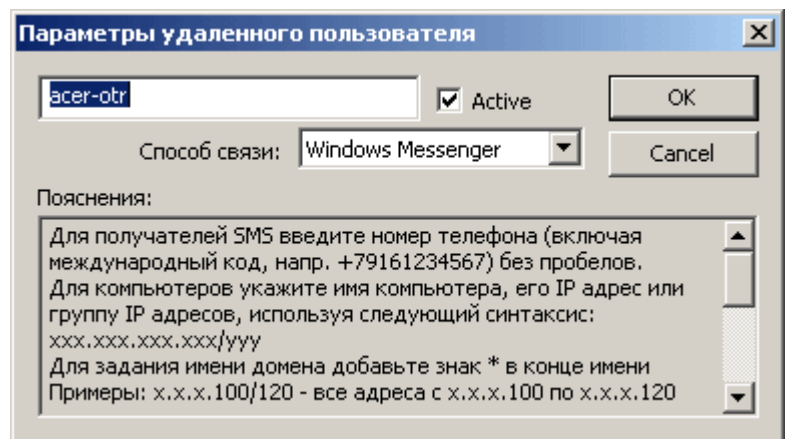 Параметры удаленного пользователя
acer-otr
Active
OK
Способ связи:
Windows Messenger
Cancel
Пояснения:
Для получателей SMS введите номер телефона (включая
международный код, напр. +79161234567) без пробелов.
Для компьютеров укажите имя компьютера, его IP адрес или
группу IP адресов, используя следующий синтаксис:
xxx.xxx.xxx.xxx/yyy
Для задания имени домена добавьте знак * в конце имени
Примеры: x.x.x.100/120 - все адреса с x.x.x.100 по x.x.x.120